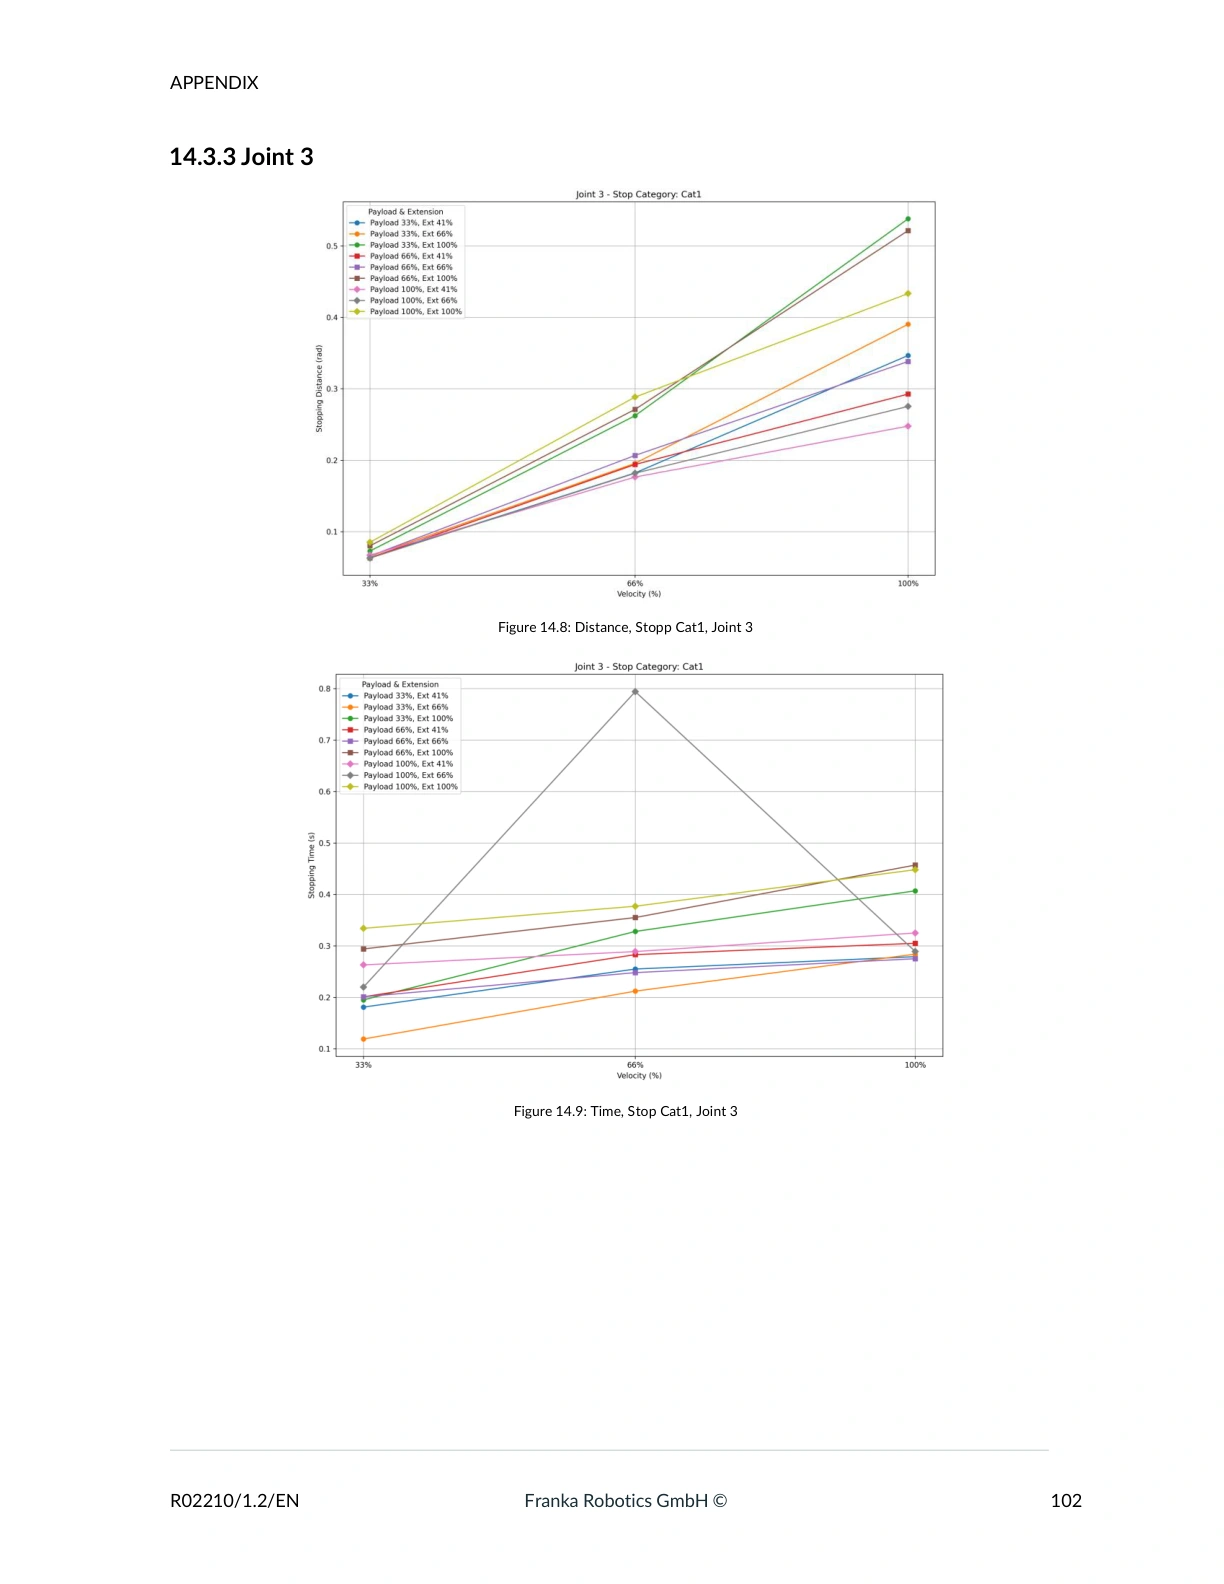 APPENDIX
14.3.3 Joint 3
Joint 3 - Stop Category: Cat1
Payload & Extension
Payload 33%, Ext 41%
Payload 33%, Ext 66%
Payload 33%, Ext 100%
Payload 66%, Ext 41%
Payload 66%, Ext 66%
Payload 66%, Ext 100%
Payload 100%, Ext 41%
Payload 100%, Ext 66%
Payload 100%, Ext 100%
0.5
0.4
0.3
0.2
0.1
Stopping Distance (rad)
33%
66%
100%
Velocity (%)
Figure 14.8: Distance, Stopp Cat1, Joint 3
Joint 3 - Stop Category: Cat1
Payload & Extension
Payload 33%, Ext 41%
Payload 33%, Ext 66%
Payload 33%, Ext 100%
Payload 66%, Ext 41%
Payload 66%, Ext 66%
Payload 66%, Ext 100%
Payload 100%, Ext 41%
Payload 100%, Ext 66%
Payload 100%, Ext 100%
0.8
0.7
0.6
0.5
0.4
0.3
0.2
0.1
Stopping Time (s)
33%
66%
100%
Velocity (%)
Figure 14.9: Time, Stop Cat1, Joint 3
R02210/1.2/EN
Franka Robotics GmbH ©
102